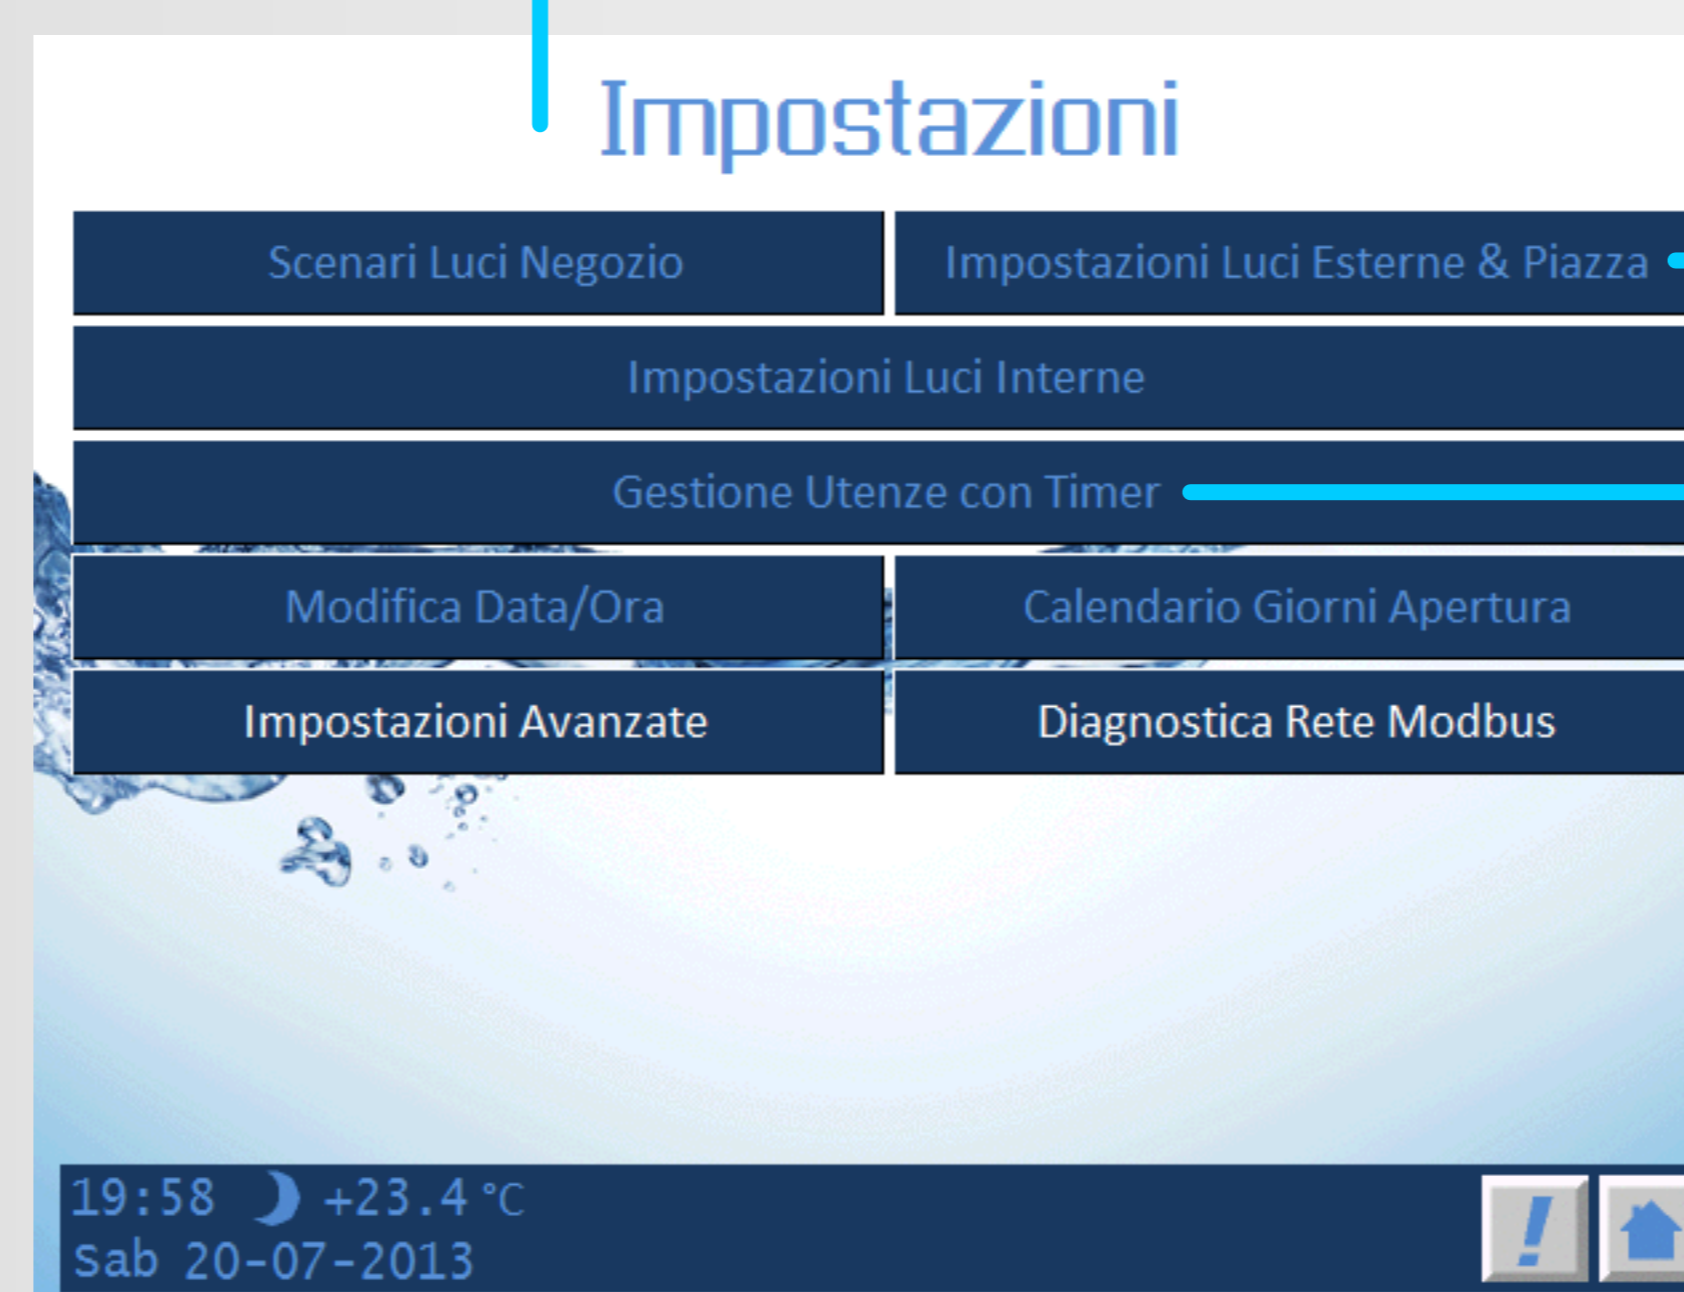 Impostazioni
Scenari Luci Negozio
Impostazioni Luci Esterne & Piazza
Impostazioni Luci Interne
Gestione Utenze con Timer
Modifica Data/Ora
Calendario Giorni Apertura
Impostazioni Avanzate
Diagnostica Rete Modbus
19:58 +23.4 °C
Sab 20-07-2013
!